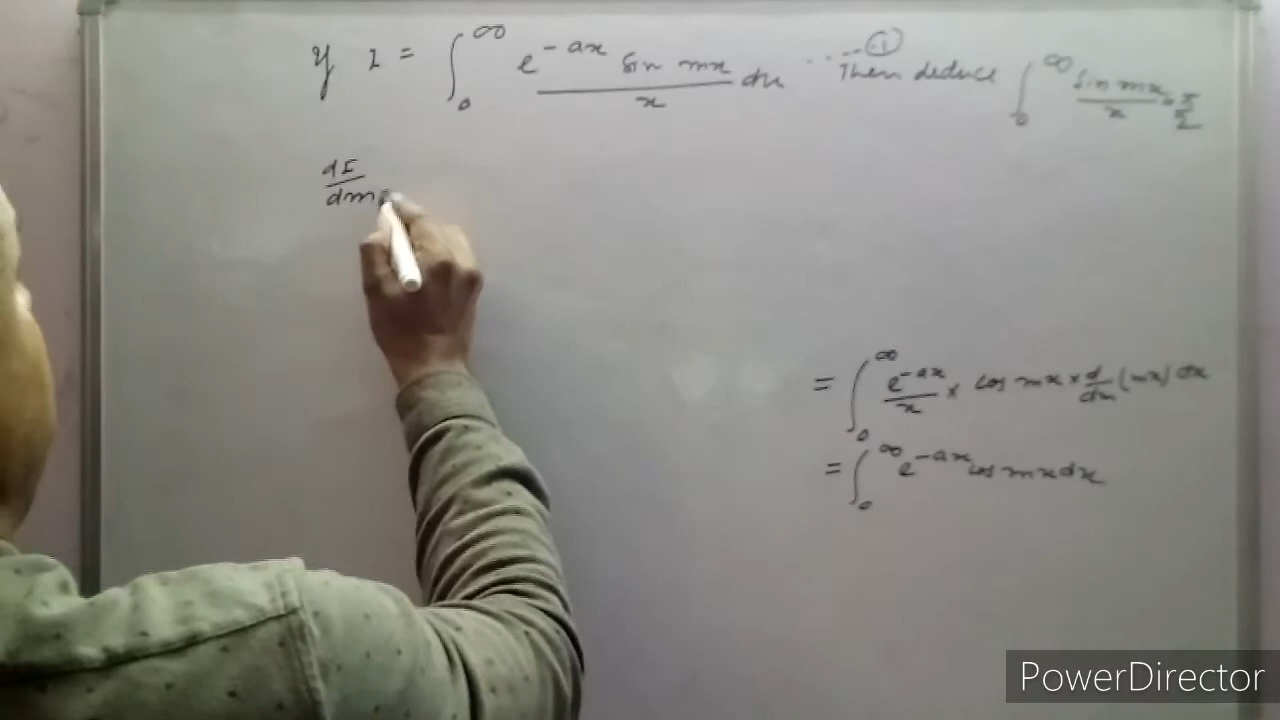 If I = ∫₀^∞ e^-ax sin mx / x dx ...(1) Then deduce ∫₀^∞ sin mx / x = π/2
dI/dm
= ∫₀^∞ e^-ax / x × cos mx × d/dm (mx) dx
= ∫₀^∞ e^-ax cos mx dx
PowerDirector